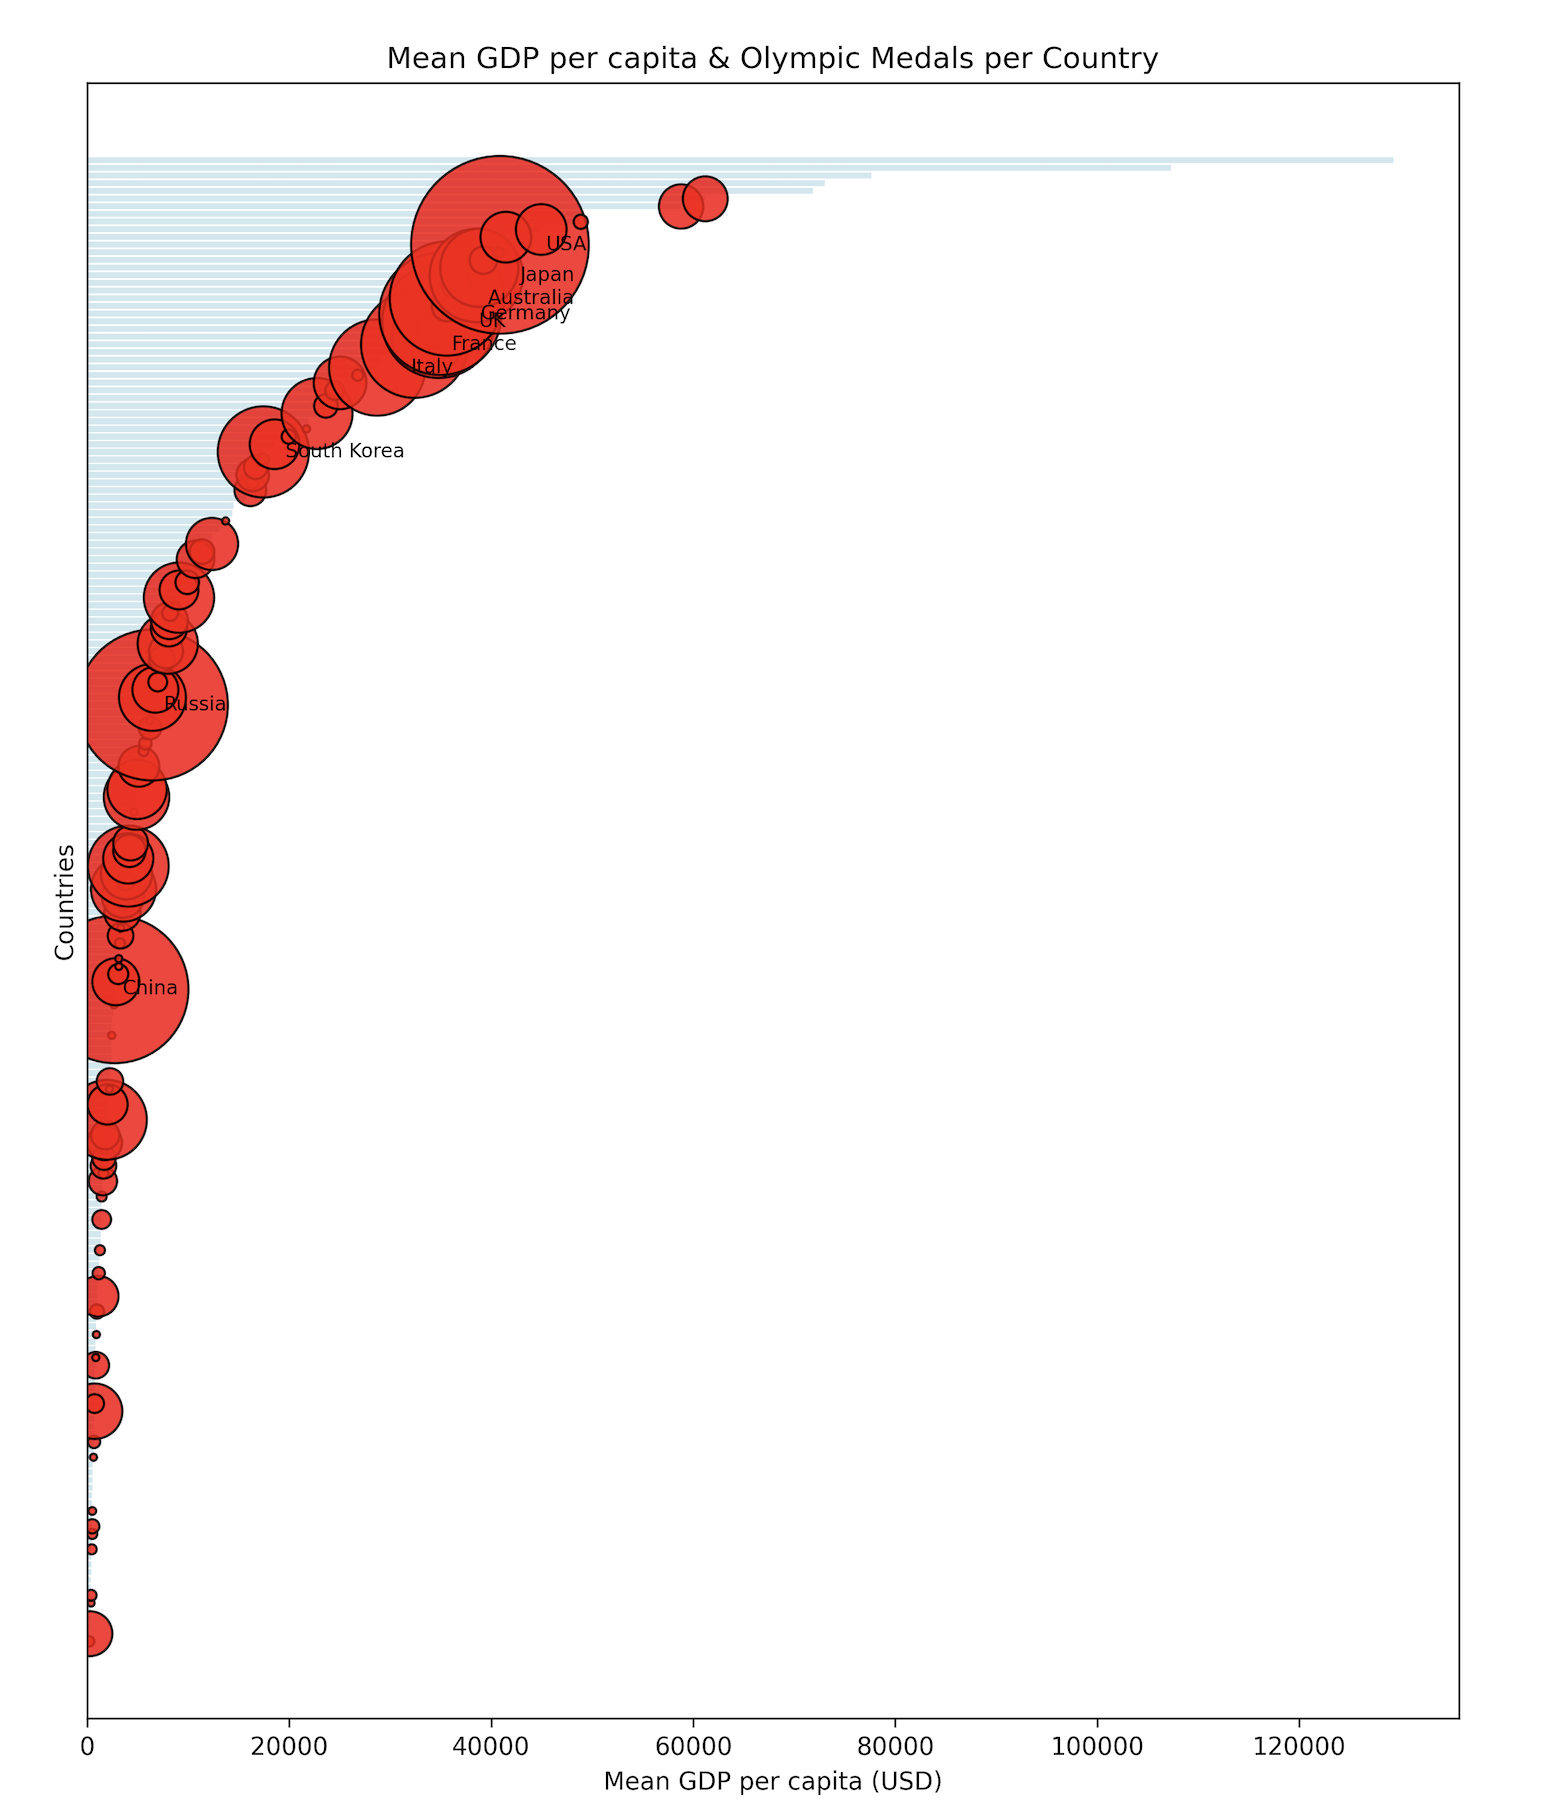 Mean GDP per capita & Olympic Medals per Country
USA
Japan
Australia
Germany
UK
France
Italy
South Korea
Russia
Countries
China
0 20000 40000 60000 80000 100000 120000
Mean GDP per capita (USD)